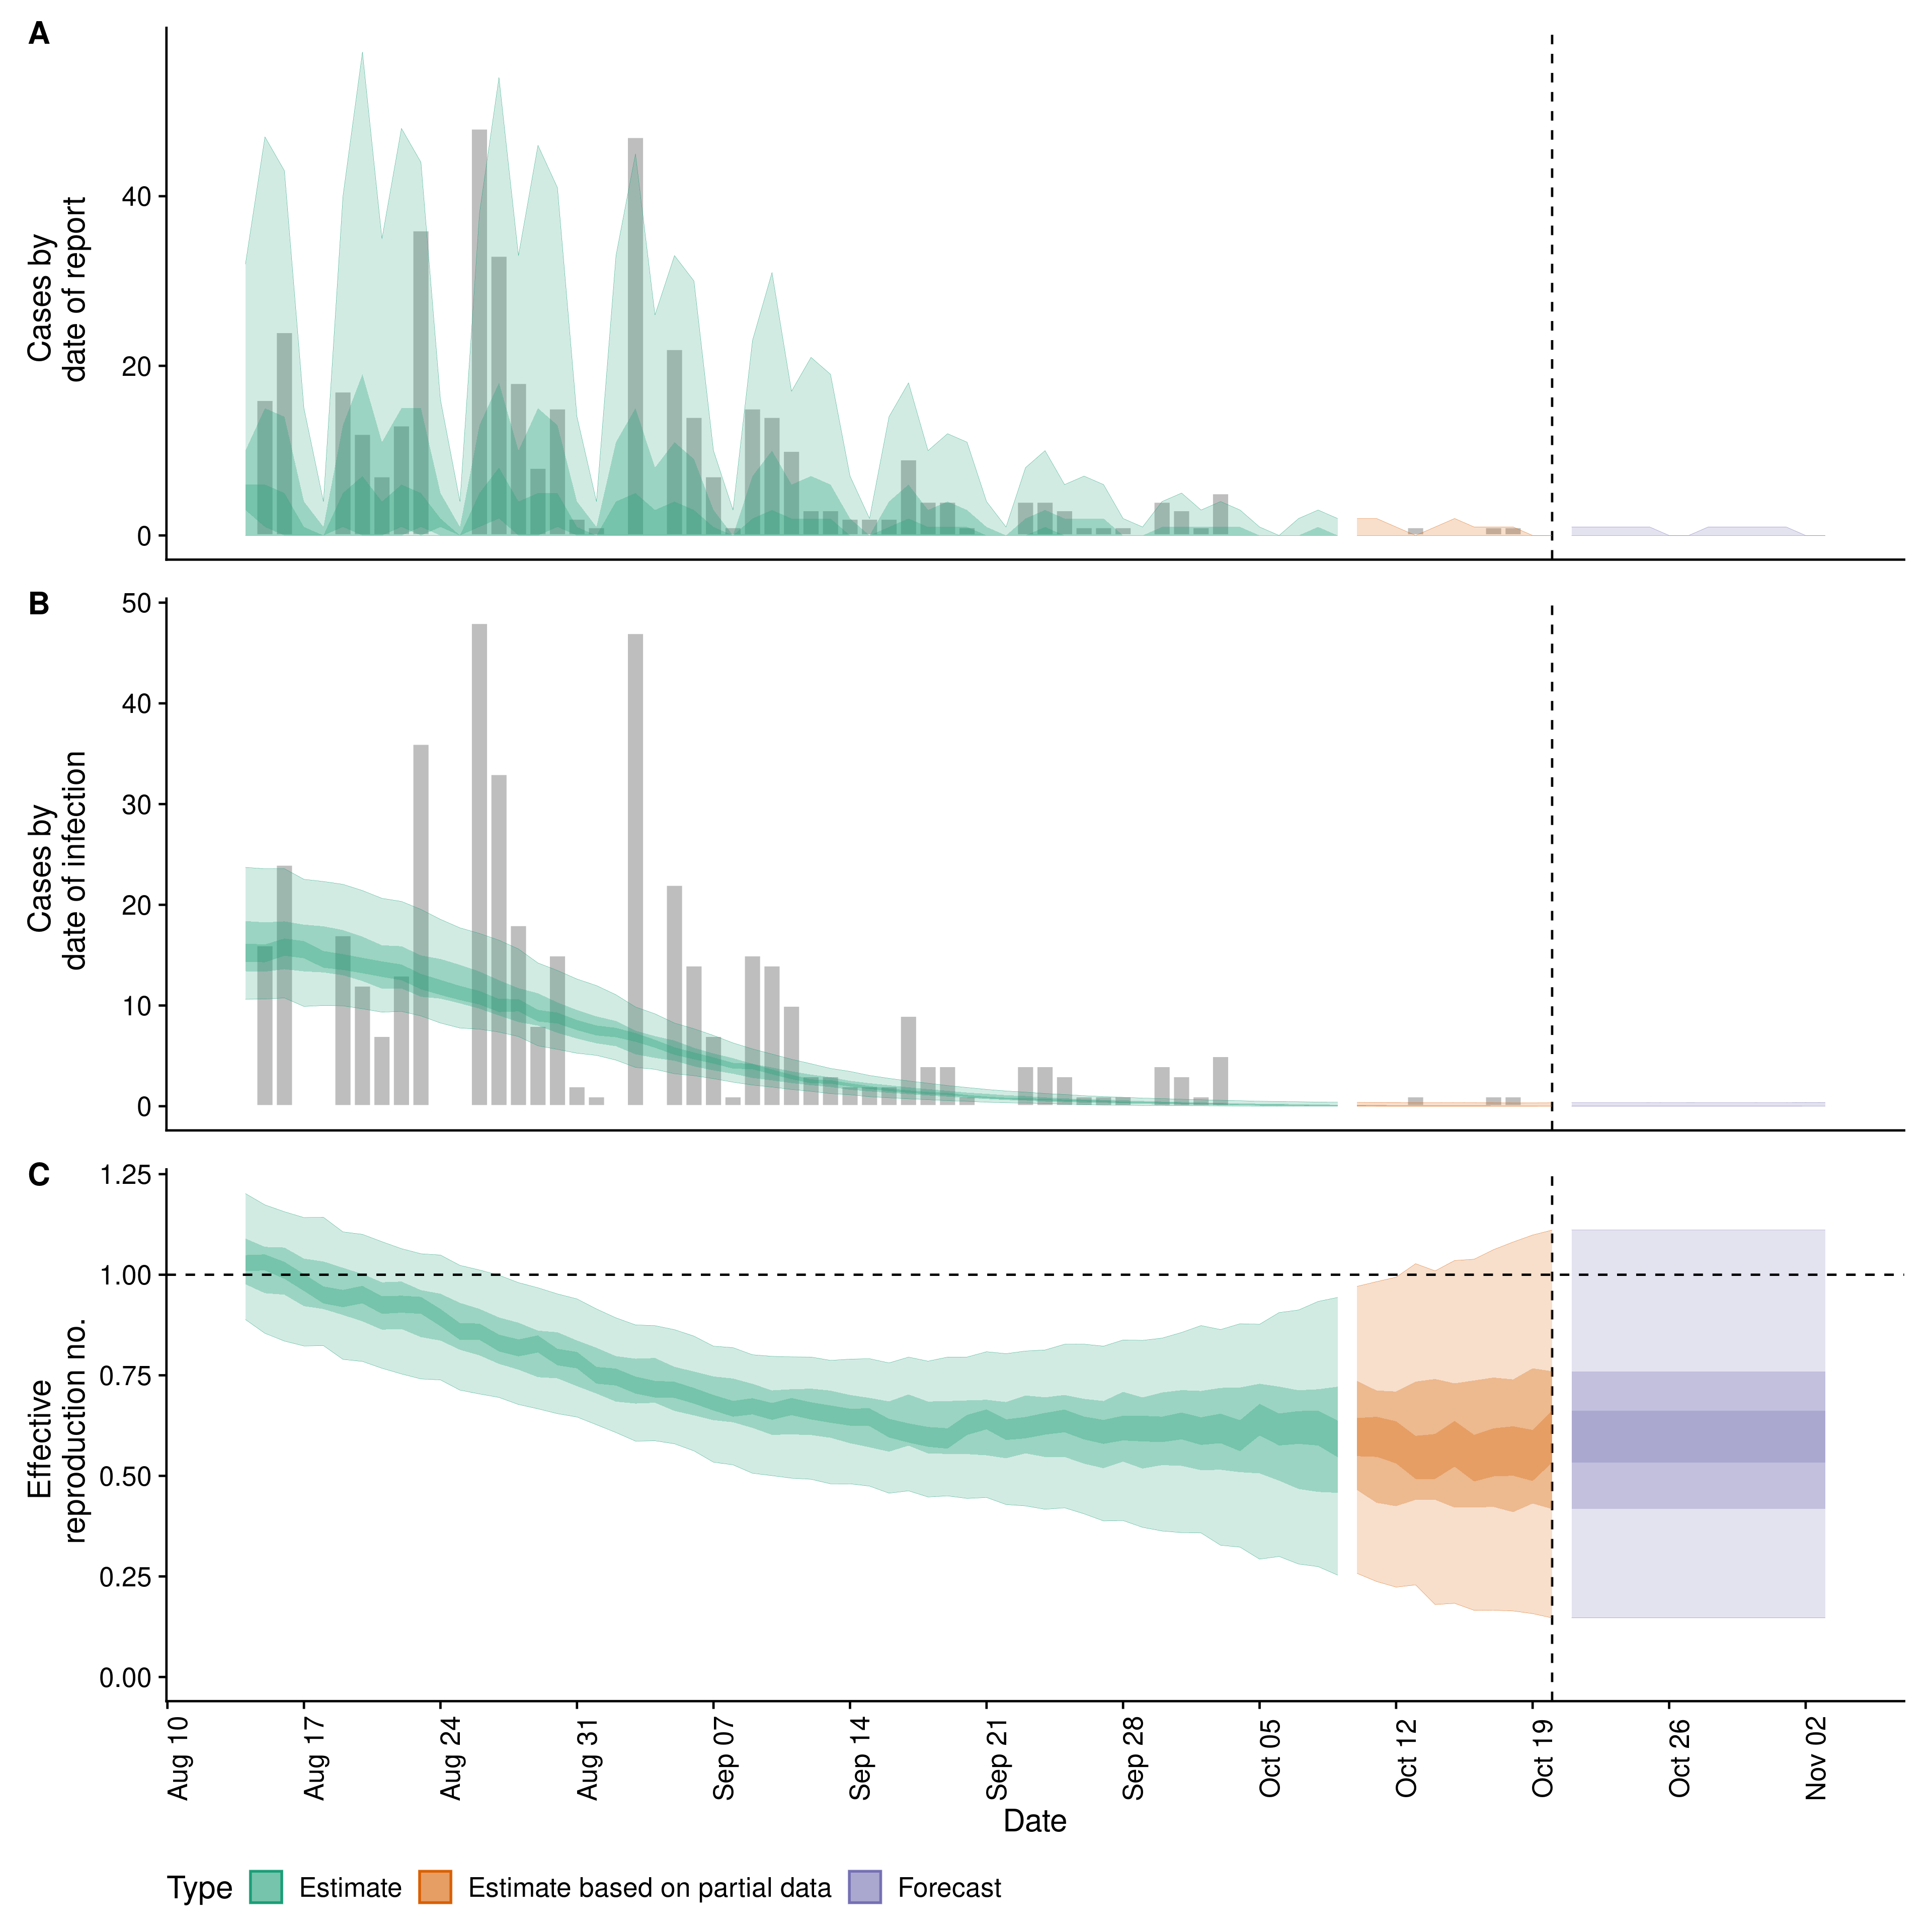 A
Cases by
date of report
40
20
0
B
Cases by
date of infection
50
40
30
20
10
0
C
Effective
reproduction no.
1.25
1.00
0.75
0.50
0.25
0.00
Aug 10
Aug 17
Aug 24
Aug 31
Sep 07
Sep 14
Sep 21
Sep 28
Oct 05
Oct 12
Oct 19
Oct 26
Nov 02
Date
Type Estimate Estimate based on partial data Forecast